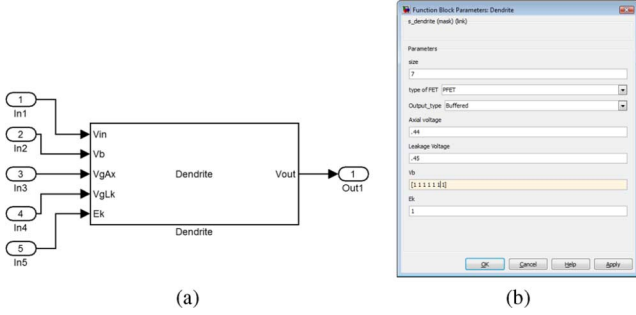 1
In1
2
In2
3
In3
4
In4
5
In5
Vin
Vb
VgAx
VgLk
Ek
Dendrite
Vout
Dendrite
1
Out1
(a)
Function Block Parameters: Dendrite
s_dendrite (mask) (link)
Parameters
size
7
type of FET PFET
Output_type Buffered
Axial voltage
.44
Leakage Voltage
.45
Vb
[1 1 1 1 1 1 1]
Ek
1
OK Cancel Help Apply
(b)